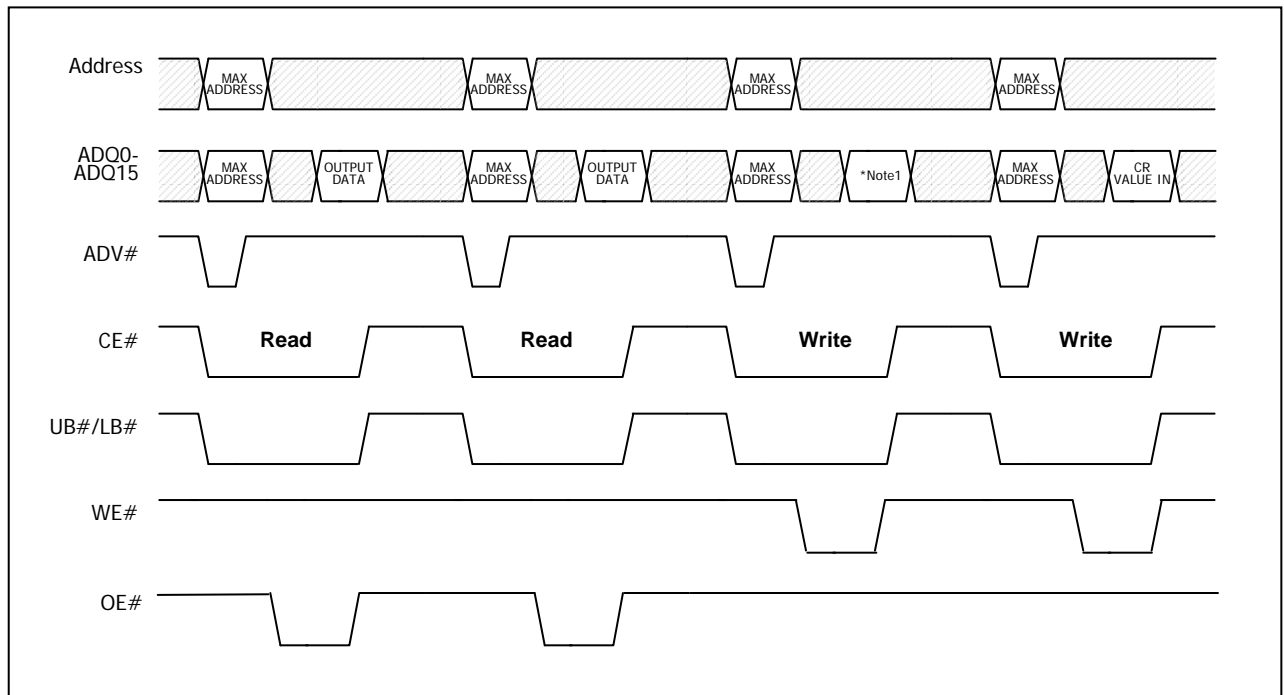 Address
MAX ADDRESS
MAX ADDRESS
MAX ADDRESS
MAX ADDRESS
ADQ0-
ADQ15
MAX ADDRESS
OUTPUT DATA
MAX ADDRESS
OUTPUT DATA
MAX ADDRESS
*Note1
MAX ADDRESS
CR VALUE IN
ADV#
CE#
Read
Read
Write
Write
UB#/LB#
WE#
OE#